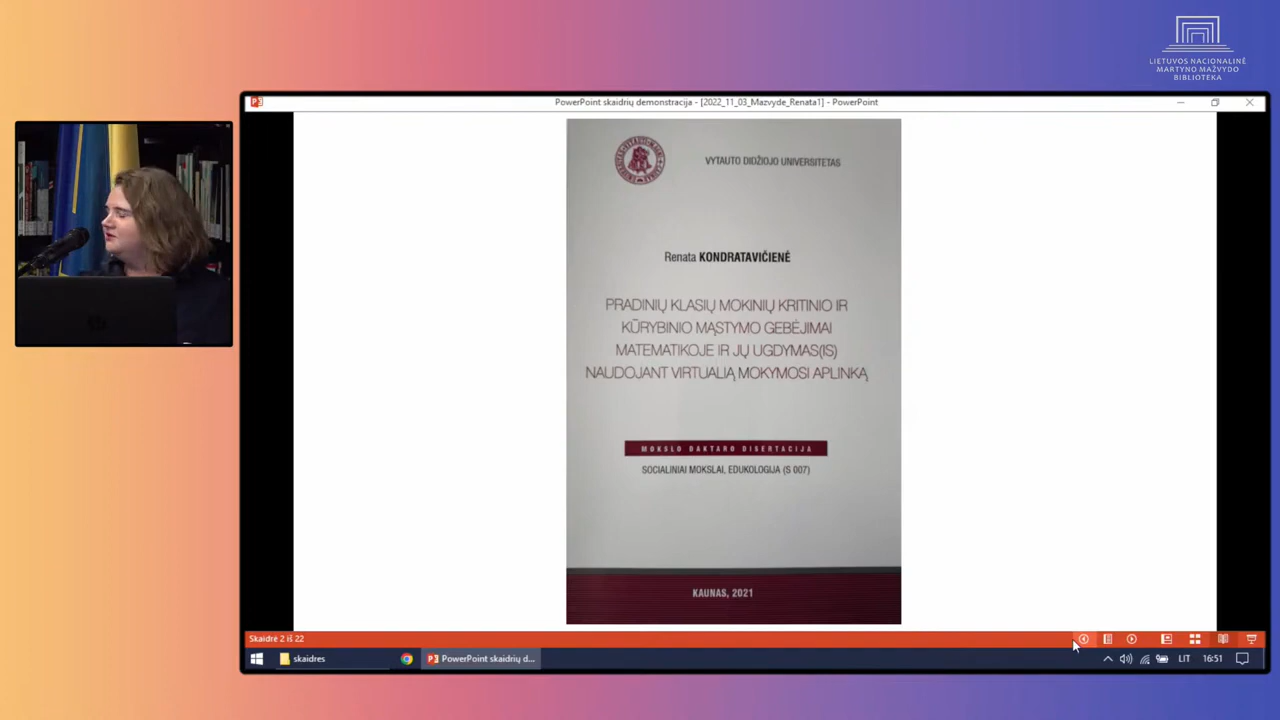 LIETUVOS NACIONALINĖ
MARTYNO MAŽVYDO
BIBLIOTEKA
PowerPoint skaidrių demonstracija - [2022_11_03_Mazvyde_Renata1] - PowerPoint
VYTAUTO DIDŽIOJO UNIVERSITETAS
Renata KONDRATAVIČIENĖ
PRADINIŲ KLASIŲ MOKINIŲ KRITINIO IR
KŪRYBINIO MĄSTYMO GEBĖJIMAI
MATEMATIKOJE IR JŲ UGDYMAS(IS)
NAUDOJANT VIRTUALIĄ MOKYMOSI APLINKĄ
MOKSLO DAKTARO DISERTACIJA
SOCIALINIAI MOKSLAI, EDUKOLOGIJA (S 007)
KAUNAS, 2021
Skaidrė 2 iš 22
skaidres
PowerPoint skaidrių d...
LIT
16:51